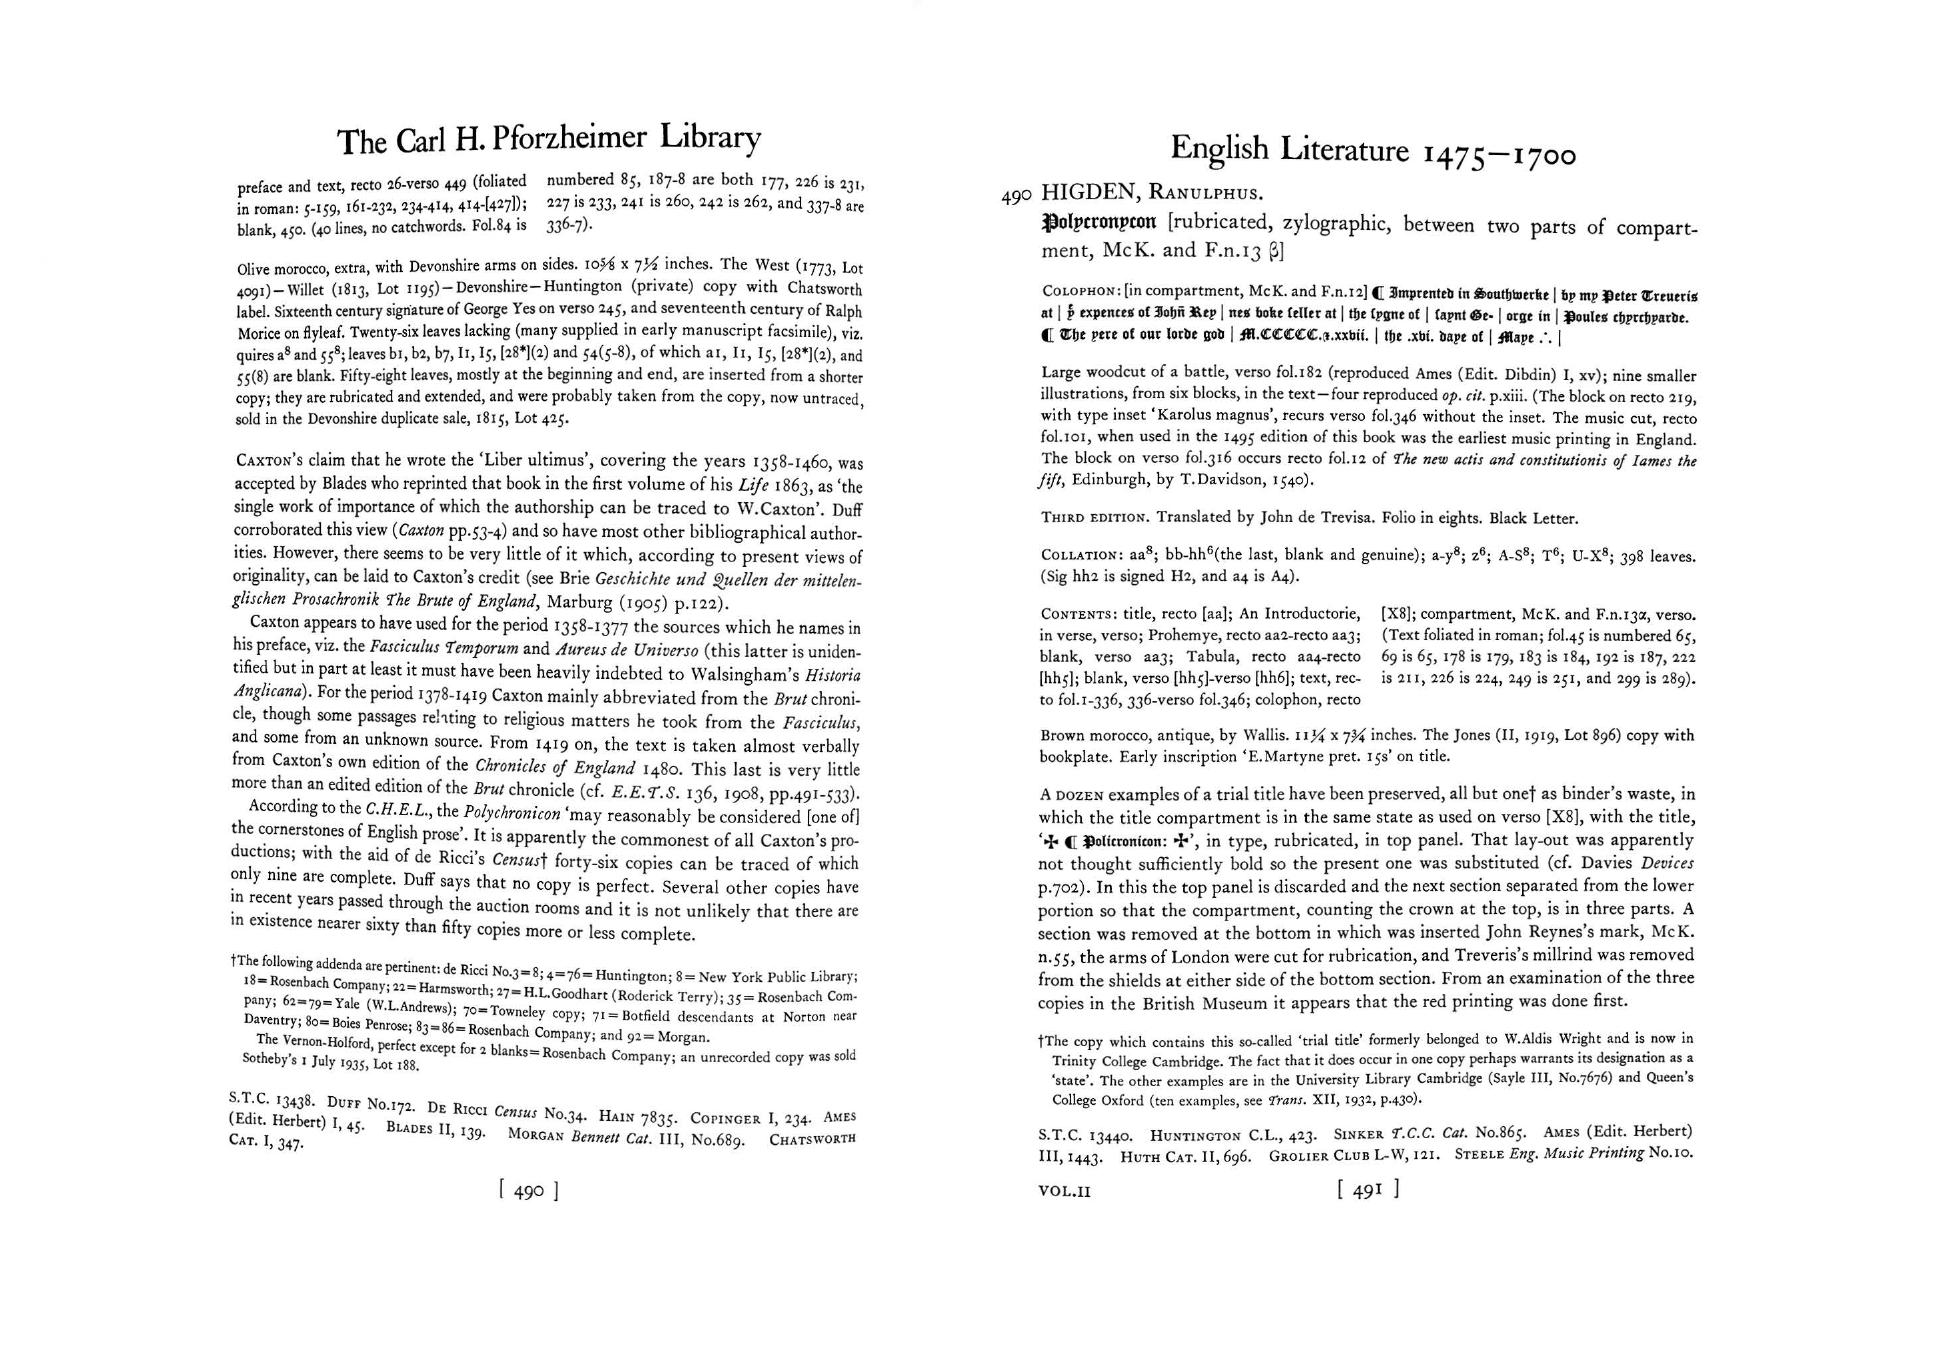 The Carl H. Pforzheimer Library
preface and text, recto 26-verso 449 (foliated
in roman: 5-159, 161-232, 234-414, 414-[427]);
blank, 450. (40 lines, no catchwords. Fol.84 is
numbered 85, 187-8 are both 177, 226 is 231,
227 is 233, 241 is 260, 242 is 262, and 337-8 are
336-7).
Olive morocco, extra, with Devonshire arms on sides. 10⅝ x 7½ inches. The West (1773, Lot
4091)—Willet (1813, Lot 1195)—Devonshire—Huntington (private) copy with Chatsworth
label. Sixteenth century signature of George Yes on verso 245, and seventeenth century of Ralph
Morice on flyleaf. Twenty-six leaves lacking (many supplied in early manuscript facsimile), viz.
quires a⁸ and 55⁸; leaves b1, b2, b7, I1, I5, [28*](2) and 54(5-8), of which a1, I1, I5, [28*](2), and
55(8) are blank. Fifty-eight leaves, mostly at the beginning and end, are inserted from a shorter
copy; they are rubricated and extended, and were probably taken from the copy, now untraced,
sold in the Devonshire duplicate sale, 1815, Lot 425.
CAXTON's claim that he wrote the 'Liber ultimus', covering the years 1358-1460, was
accepted by Blades who reprinted that book in the first volume of his Life 1863, as 'the
single work of importance of which the authorship can be traced to W.Caxton'. Duff
corroborated this view (Caxton pp.53-4) and so have most other bibliographical author-
ities. However, there seems to be very little of it which, according to present views of
originality, can be laid to Caxton's credit (see Brie Geschichte und Quellen der mittelen-
glischen Prosachronik The Brute of England, Marburg (1905) p.122).
Caxton appears to have used for the period 1358-1377 the sources which he names in
his preface, viz. the Fasciculus Temporum and Aureus de Universo (this latter is uniden-
tified but in part at least it must have been heavily indebted to Walsingham's Historia
Anglicana). For the period 1378-1419 Caxton mainly abbreviated from the Brut chroni-
cle, though some passages relating to religious matters he took from the Fasciculus,
and some from an unknown source. From 1419 on, the text is taken almost verbally
from Caxton's own edition of the Chronicles of England 1480. This last is very little
more than an edited edition of the Brut chronicle (cf. E.E.T.S. 136, 1908, pp.491-533).
According to the C.H.E.L., the Polychronicon 'may reasonably be considered [one of]
the cornerstones of English prose'. It is apparently the commonest of all Caxton's pro-
ductions; with the aid of de Ricci's Census† forty-six copies can be traced of which
only nine are complete. Duff says that no copy is perfect. Several other copies have
in recent years passed through the auction rooms and it is not unlikely that there are
in existence nearer sixty than fifty copies more or less complete.
†The following addenda are pertinent: de Ricci No.3=8; 4=76=Huntington; 8=New York Public Library;
18=Rosenbach Company; 22=Harmsworth; 27=H.L.Goodhart (Roderick Terry); 35=Rosenbach Com-
pany; 62=79=Yale (W.L.Andrews); 70=Towneley copy; 71=Botfield descendants at Norton near
Daventry; 80=Boies Penrose; 83=86=Rosenbach Company; and 92=Morgan.
The Vernon-Holford, perfect except for 2 blanks=Rosenbach Company; an unrecorded copy was sold
Sotheby's 1 July 1935, Lot 188.
S.T.C. 13438. DUFF No.172. DE RICCI Census No.34. HAIN 7835. COPINGER I, 234. AMES
(Edit. Herbert) I, 45. BLADES II, 139. MORGAN Bennett Cat. III, No.689. CHATSWORTH
CAT. I, 347.
[ 490 ]
English Literature 1475—1700
490 HIGDEN, RANULPHUS.
Polycronycon [rubricated, zylographic, between two parts of compart-
ment, McK. and F.n.13 β]
COLOPHON: [in compartment, McK. and F.n.12] ¶ | Imprented in Southwerke | by my Peter Treueris
at | þͤ expences of Johñ Rey | nes boke seller at | the sygne of | saynt Ge- | orge in | Poules chyrchyarde.
¶ The yere of our lorde god | M.CCCCC.⁊.xxvii. | the .xvi. daye of | Maye ∴ |
Large woodcut of a battle, verso fol.182 (reproduced Ames (Edit. Dibdin) I, xv); nine smaller
illustrations, from six blocks, in the text—four reproduced op. cit. p.xiii. (The block on recto 219,
with type inset 'Karolus magnus', recurs verso fol.346 without the inset. The music cut, recto
fol.101, when used in the 1495 edition of this book was the earliest music printing in England.
The block on verso fol.316 occurs recto fol.12 of The new actis and constitutionis of Iames the
fift, Edinburgh, by T.Davidson, 1540).
THIRD EDITION. Translated by John de Trevisa. Folio in eights. Black Letter.
COLLATION: aa⁸; bb-hh⁶(the last, blank and genuine); a-y⁸; z⁶; A-S⁸; T⁶; U-X⁸; 398 leaves.
(Sig hh2 is signed H2, and a4 is A4).
CONTENTS: title, recto [aa]; An Introductorie,
in verse, verso; Prohemye, recto aa2-recto aa3;
blank, verso aa3; Tabula, recto aa4-recto
[hh5]; blank, verso [hh5]-verso [hh6]; text, rec-
to fol.1-336, 336-verso fol.346; colophon, recto
[X8]; compartment, McK. and F.n.13α, verso.
(Text foliated in roman; fol.45 is numbered 65,
69 is 65, 178 is 179, 183 is 184, 192 is 187, 222
is 211, 226 is 224, 249 is 251, and 299 is 289).
Brown morocco, antique, by Wallis. 11¼ x 7¾ inches. The Jones (II, 1919, Lot 896) copy with
bookplate. Early inscription 'E.Martyne pret. 15s' on title.
A DOZEN examples of a trial title have been preserved, all but one† as binder's waste, in
which the title compartment is in the same state as used on verso [X8], with the title,
'✠ ¶ Policronicon: ✠', in type, rubricated, in top panel. That lay-out was apparently
not thought sufficiently bold so the present one was substituted (cf. Davies Devices
p.702). In this the top panel is discarded and the next section separated from the lower
portion so that the compartment, counting the crown at the top, is in three parts. A
section was removed at the bottom in which was inserted John Reynes's mark, McK.
n.55, the arms of London were cut for rubrication, and Treveris's millrind was removed
from the shields at either side of the bottom section. From an examination of the three
copies in the British Museum it appears that the red printing was done first.
†The copy which contains this so-called 'trial title' formerly belonged to W.Aldis Wright and is now in
Trinity College Cambridge. The fact that it does occur in one copy perhaps warrants its designation as a
'state'. The other examples are in the University Library Cambridge (Sayle III, No.7676) and Queen's
College Oxford (ten examples, see Trans. XII, 1932, p.430).
S.T.C. 13440. HUNTINGTON C.L., 423. SINKER T.C.C. Cat. No.865. AMES (Edit. Herbert)
III, 1443. HUTH CAT. II, 696. GROLIER CLUB L-W, 121. STEELE Eng. Music Printing No.10.
VOL.II
[ 491 ]